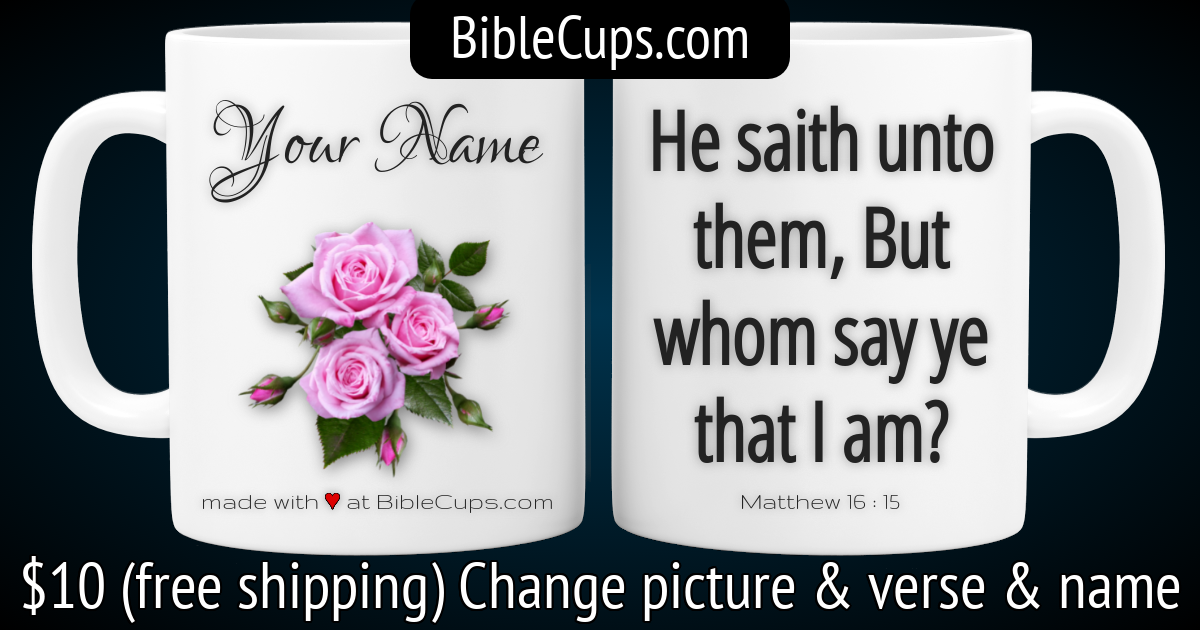 BibleCups.com
Your Name
made with ♥ at BibleCups.com
He saith unto
them, But
whom say ye
that I am?
Matthew 16 : 15
$10 (free shipping) Change picture & verse & name